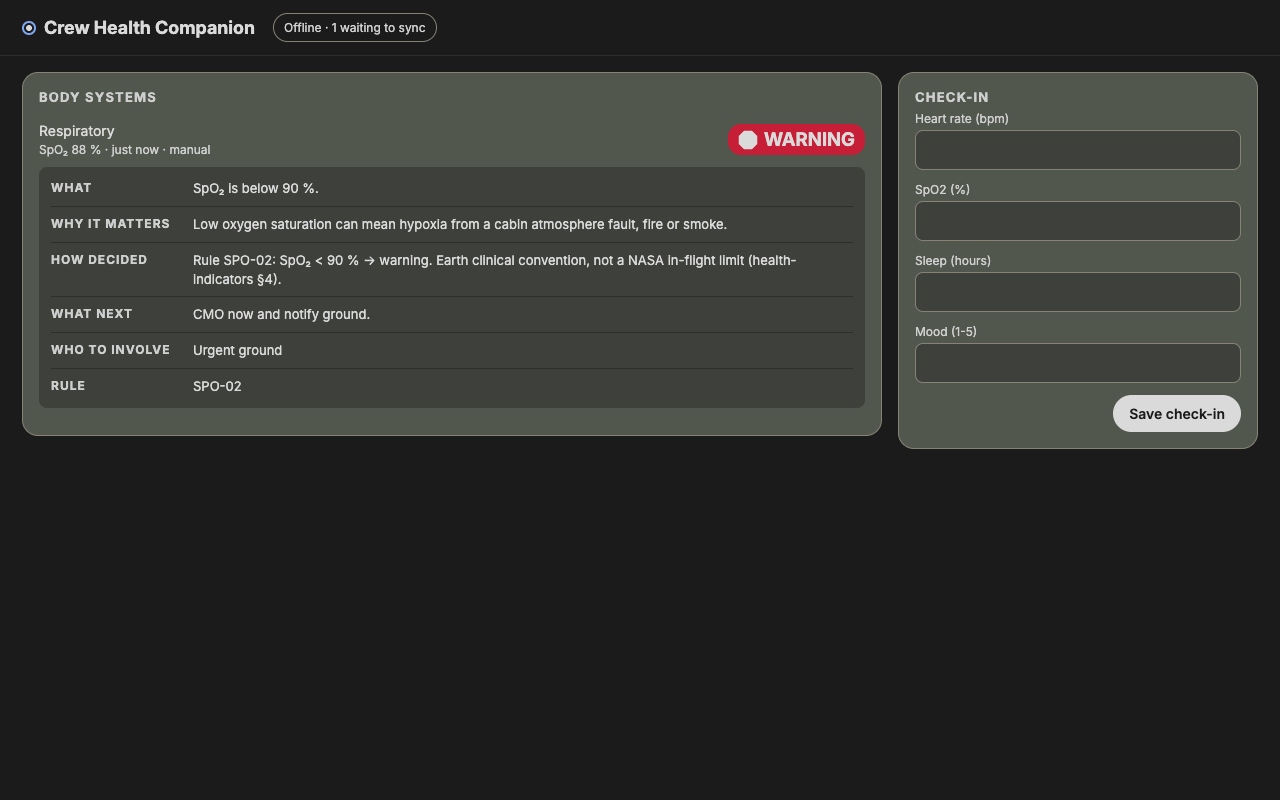 Crew Health Companion
Offline · 1 waiting to sync
BODY SYSTEMS
Respiratory
SpO₂ 88 % · just now · manual
WARNING
WHAT
SpO₂ is below 90 %.
WHY IT MATTERS
Low oxygen saturation can mean hypoxia from a cabin atmosphere fault, fire or smoke.
HOW DECIDED
Rule SPO-02: SpO₂ < 90 % → warning. Earth clinical convention, not a NASA in-flight limit (health-
indicators §4).
WHAT NEXT
CMO now and notify ground.
WHO TO INVOLVE
Urgent ground
RULE
SPO-02
CHECK-IN
Heart rate (bpm)
SpO2 (%)
Sleep (hours)
Mood (1-5)
Save check-in